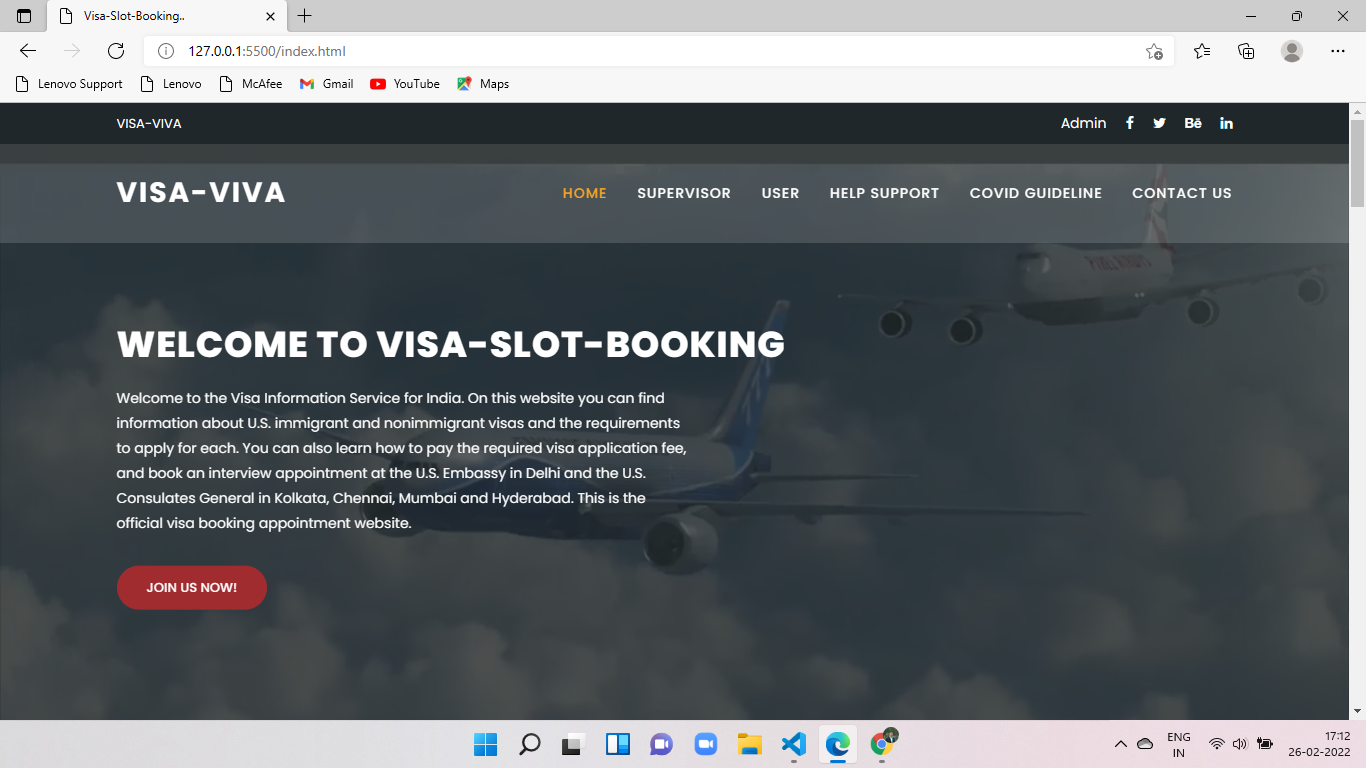 Visa-Slot-Booking..
127.0.0.1:5500/index.html
Lenovo Support Lenovo McAfee Gmail YouTube Maps
VISA-VIVA Admin
VISA-VIVA HOME SUPERVISOR USER HELP SUPPORT COVID GUIDELINE CONTACT US
WELCOME TO VISA-SLOT-BOOKING
Welcome to the Visa Information Service for India. On this website you can find
information about U.S. immigrant and nonimmigrant visas and the requirements
to apply for each. You can also learn how to pay the required visa application fee,
and book an interview appointment at the U.S. Embassy in Delhi and the U.S.
Consulates General in Kolkata, Chennai, Mumbai and Hyderabad. This is the
official visa booking appointment website.
JOIN US NOW!
ENG 17:12
IN 26-02-2022